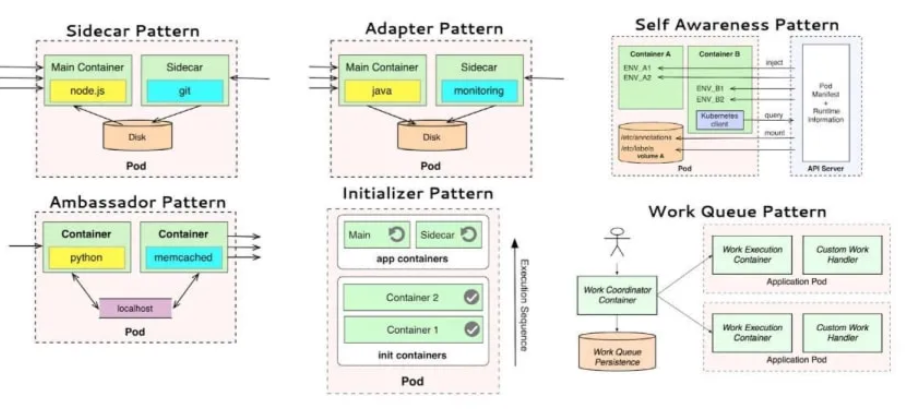 Sidecar Pattern
Main Container
node.js
Sidecar
git
Disk
Pod
Adapter Pattern
Main Container
java
Sidecar
monitoring
Disk
Pod
Self Awareness Pattern
Container A
ENV_A1
ENV_A2
Container B
ENV_B1
ENV_B2
Kubernetes
client
/etc/annotations
/etc/labels
volume A
Pod
inject
query
mount
Pod
Manifest
+
Runtime
Information
API Server
Ambassador Pattern
Container
python
Container
memcached
localhost
Pod
Initializer Pattern
Main
Sidecar
app containers
Container 2
Container 1
init containers
Pod
Execution Sequence
Work Queue Pattern
Work Coordinator
Container
Work Queue
Persistence
Work Execution
Container
Custom Work
Handler
Application Pod
Work Execution
Container
Custom Work
Handler
Application Pod